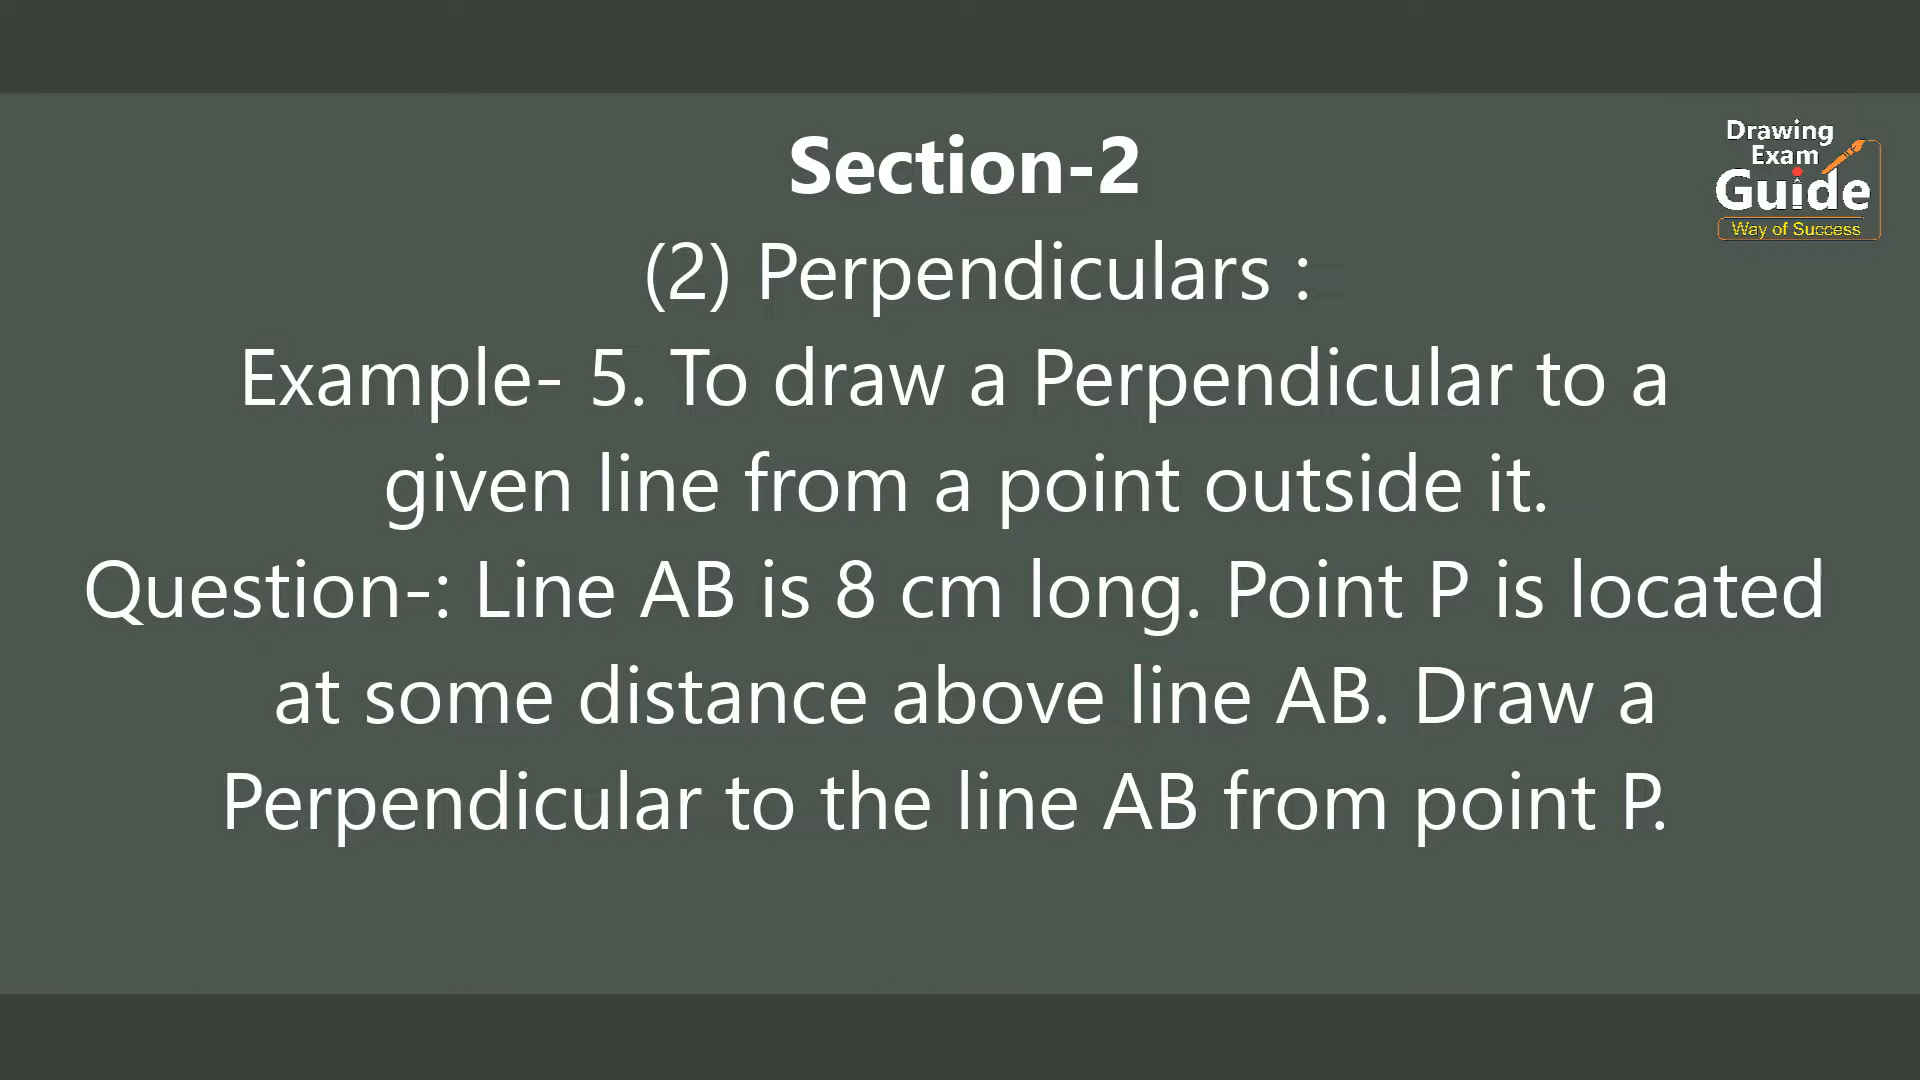 Section-2
(2) Perpendiculars :
Example- 5. To draw a Perpendicular to a
given line from a point outside it.
Question-: Line AB is 8 cm long. Point P is located
at some distance above line AB. Draw a
Perpendicular to the line AB from point P.
Drawing
Exam
Guide
Way of Success